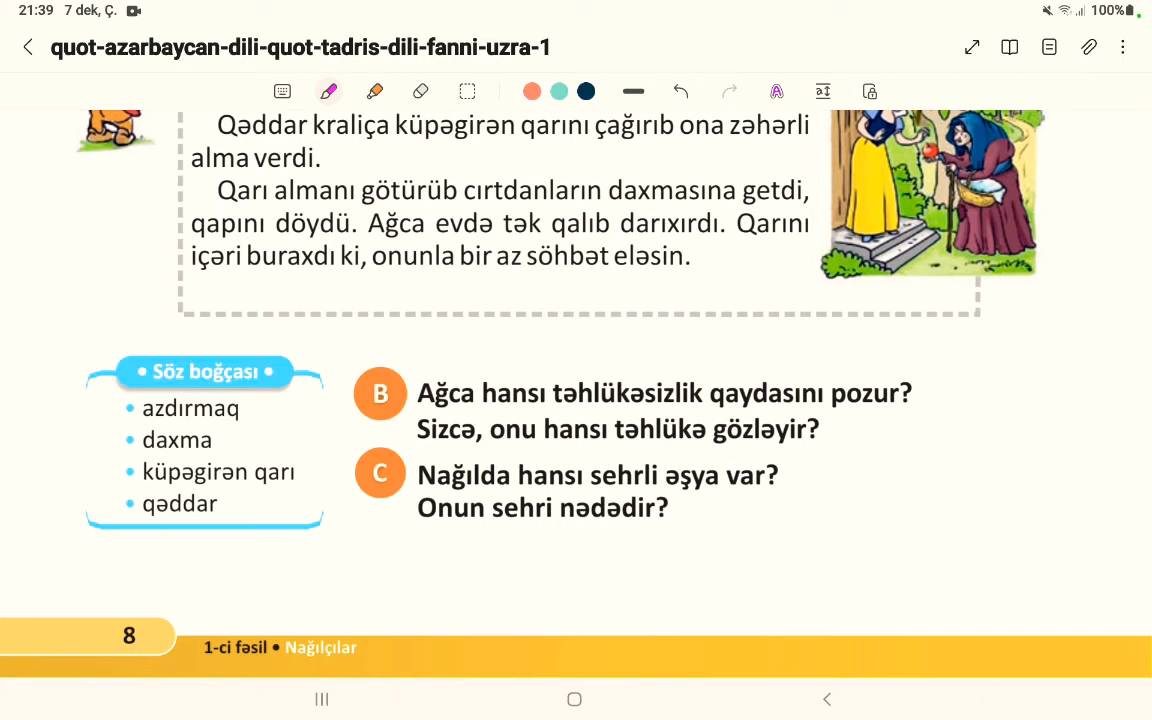 21:39 7 dek, Ç. 100%
quot-azarbaycan-dili-quot-tadris-dili-fanni-uzra-1
Qəddar kraliça küpəgirən qarını çağırıb ona zəhərli
alma verdi.
Qarı almanı götürüb cırtdanların daxmasına getdi,
qapını döydü. Ağca evdə tək qalıb darıxırdı. Qarını
içəri buraxdı ki, onunla bir az söhbət eləsin.
• Söz boğçası •
• azdırmaq
• daxma
• küpəgirən qarı
• qəddar
B Ağca hansı təhlükəsizlik qaydasını pozur?
Sizcə, onu hansı təhlükə gözləyir?
C Nağılda hansı sehrli əşya var?
Onun sehri nədədir?
8
1-ci fəsil • Nağılçılar